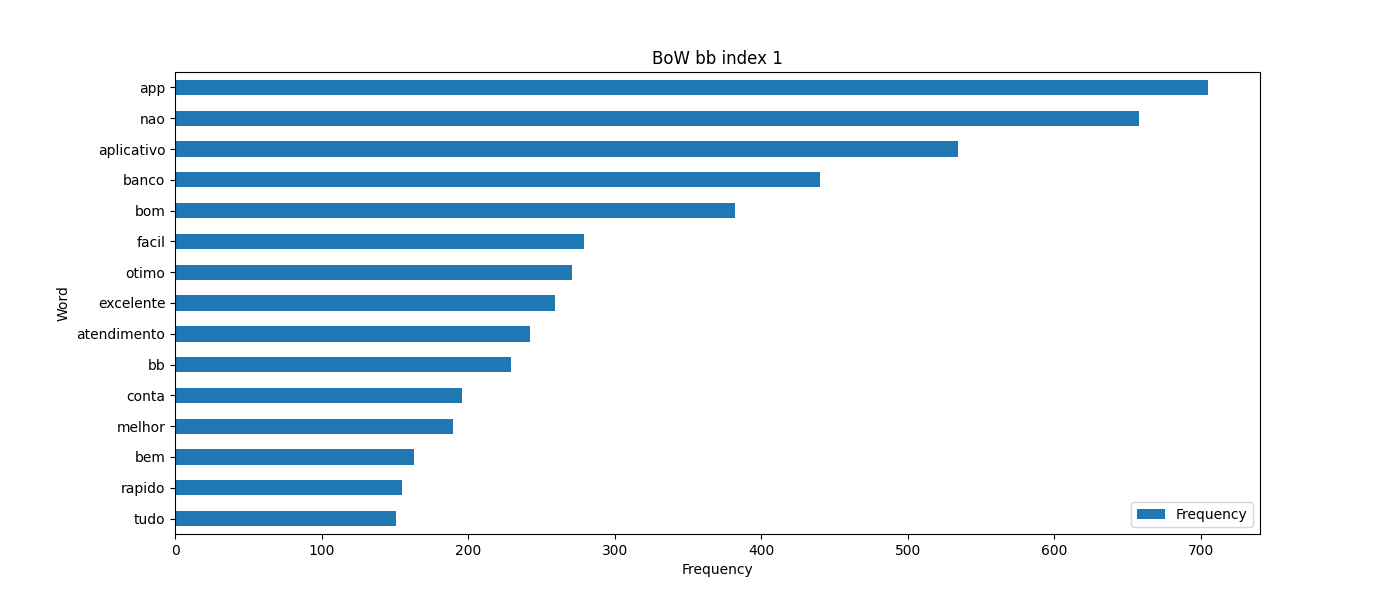 BoW bb index 1
Word
app
nao
aplicativo
banco
bom
facil
otimo
excelente
atendimento
bb
conta
melhor
bem
rapido
tudo
Frequency
0 100 200 300 400 500 600 700
Frequency